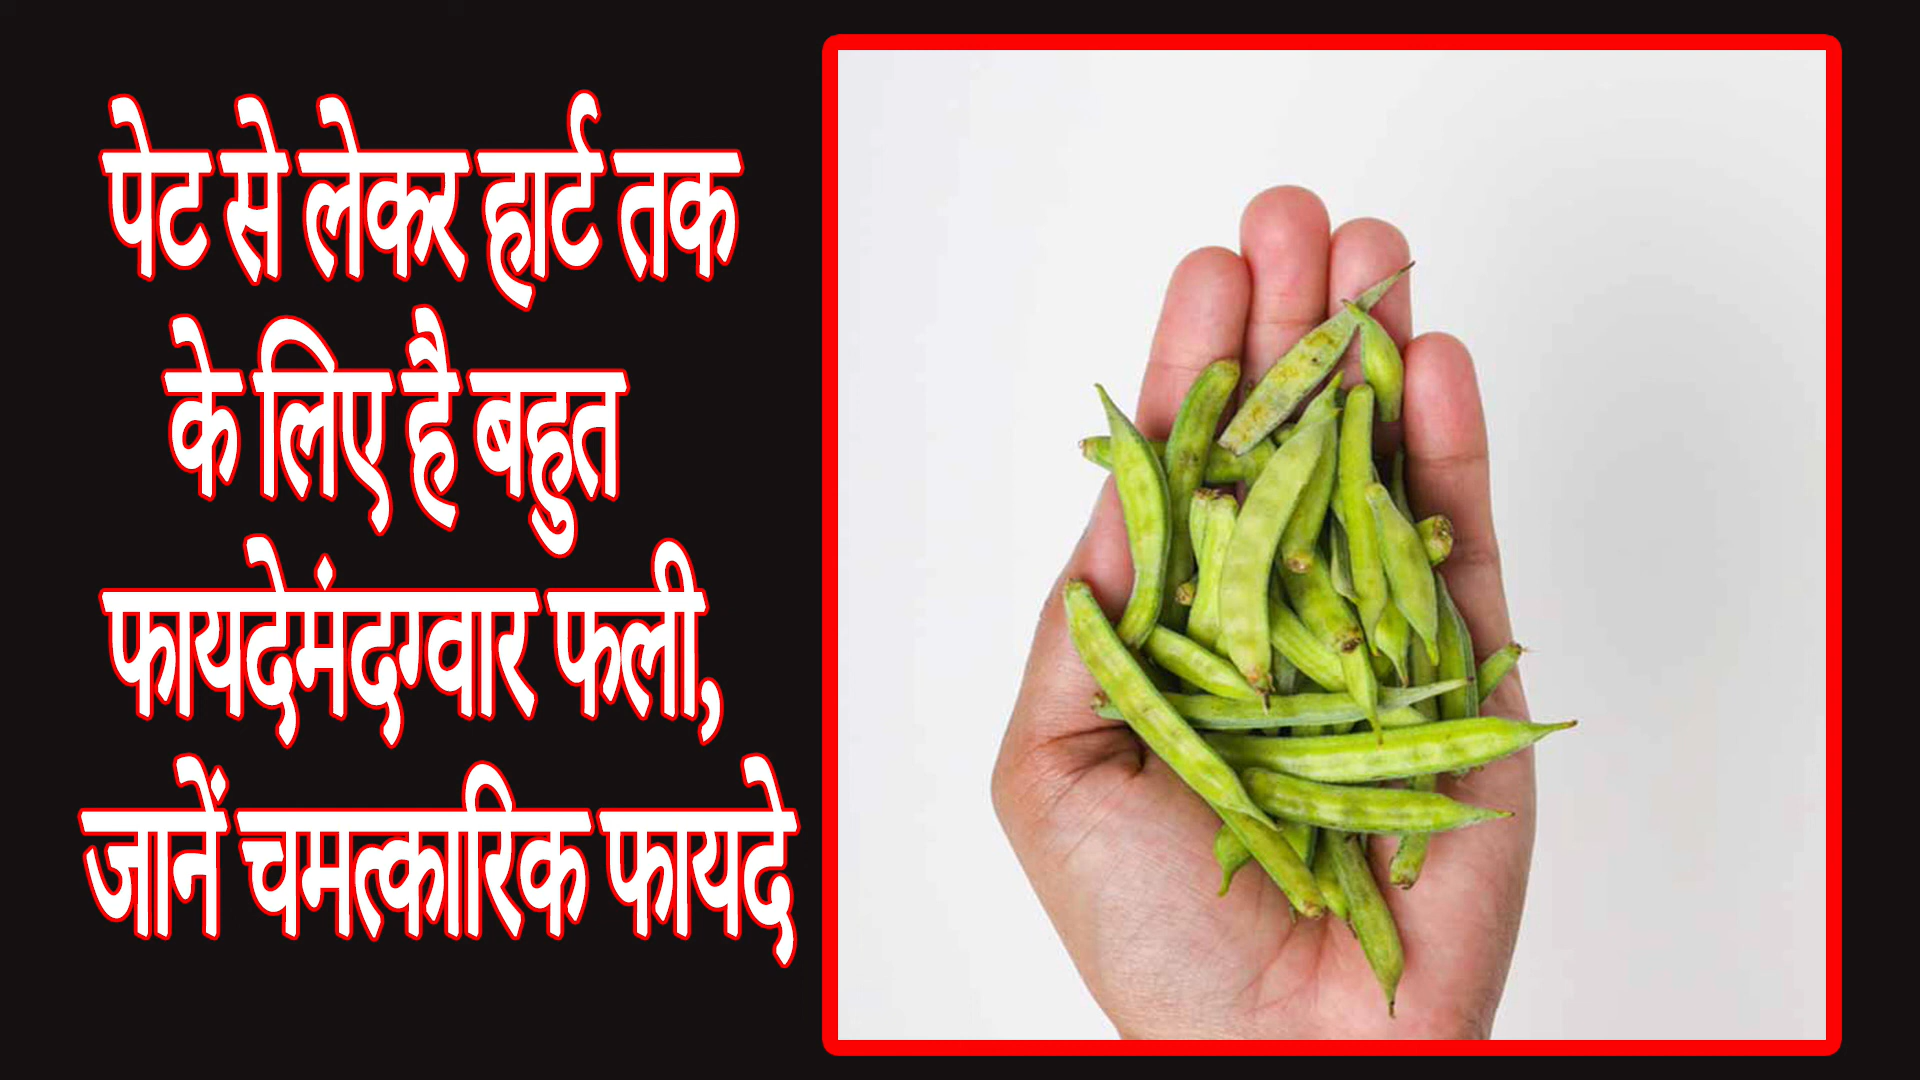 पेट से लेकर हार्ट तक
के लिए है बहुत
फायदेमंदग्वार फली,
जानें चमत्कारिक फायदे